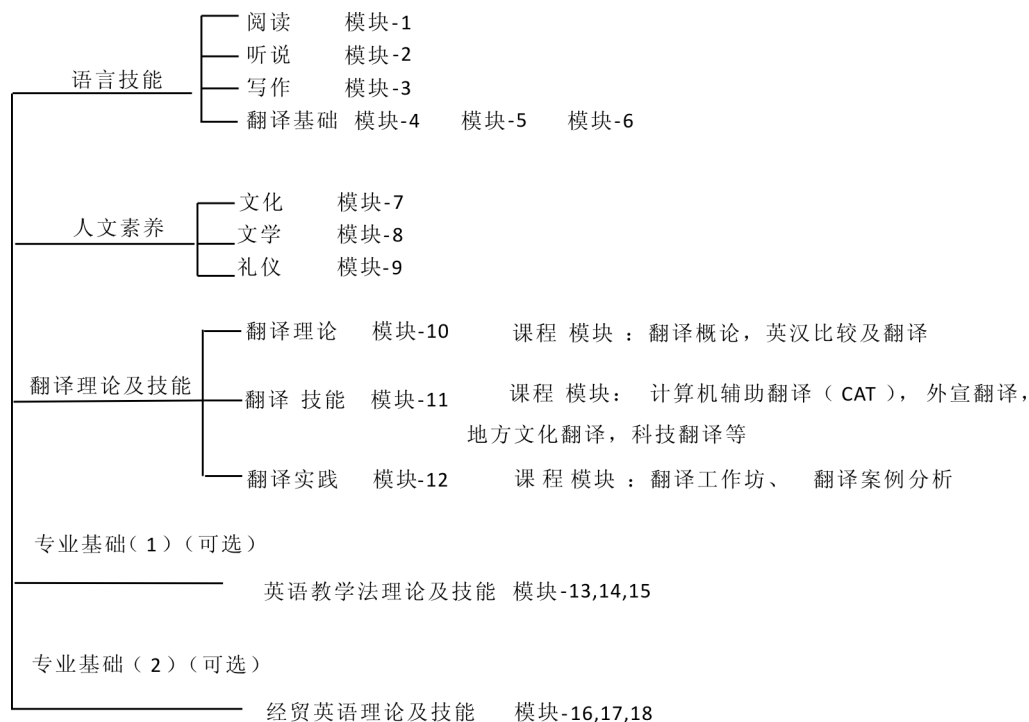 阅读 模块-1
听说 模块-2
语言技能
写作 模块-3
翻译基础 模块-4 模块-5 模块-6
文化 模块-7
人文素养
文学 模块-8
礼仪 模块-9
翻译理论 模块-10 课程 模块 ：翻译概论，英汉比较及翻译
翻译理论及技能
翻译 技能 模块-11 课程 模块： 计算机辅助翻译（ CAT ），外宣翻译，
地方文化翻译，科技翻译等
翻译实践 模块-12 课 程 模块 ：翻译工作坊、 翻译案例分析
专业基础（ 1 ）（可选）
英语教学法理论及技能 模块-13,14,15
专业基础（ 2 ）（可选）
经贸英语理论及技能 模块-16,17,18